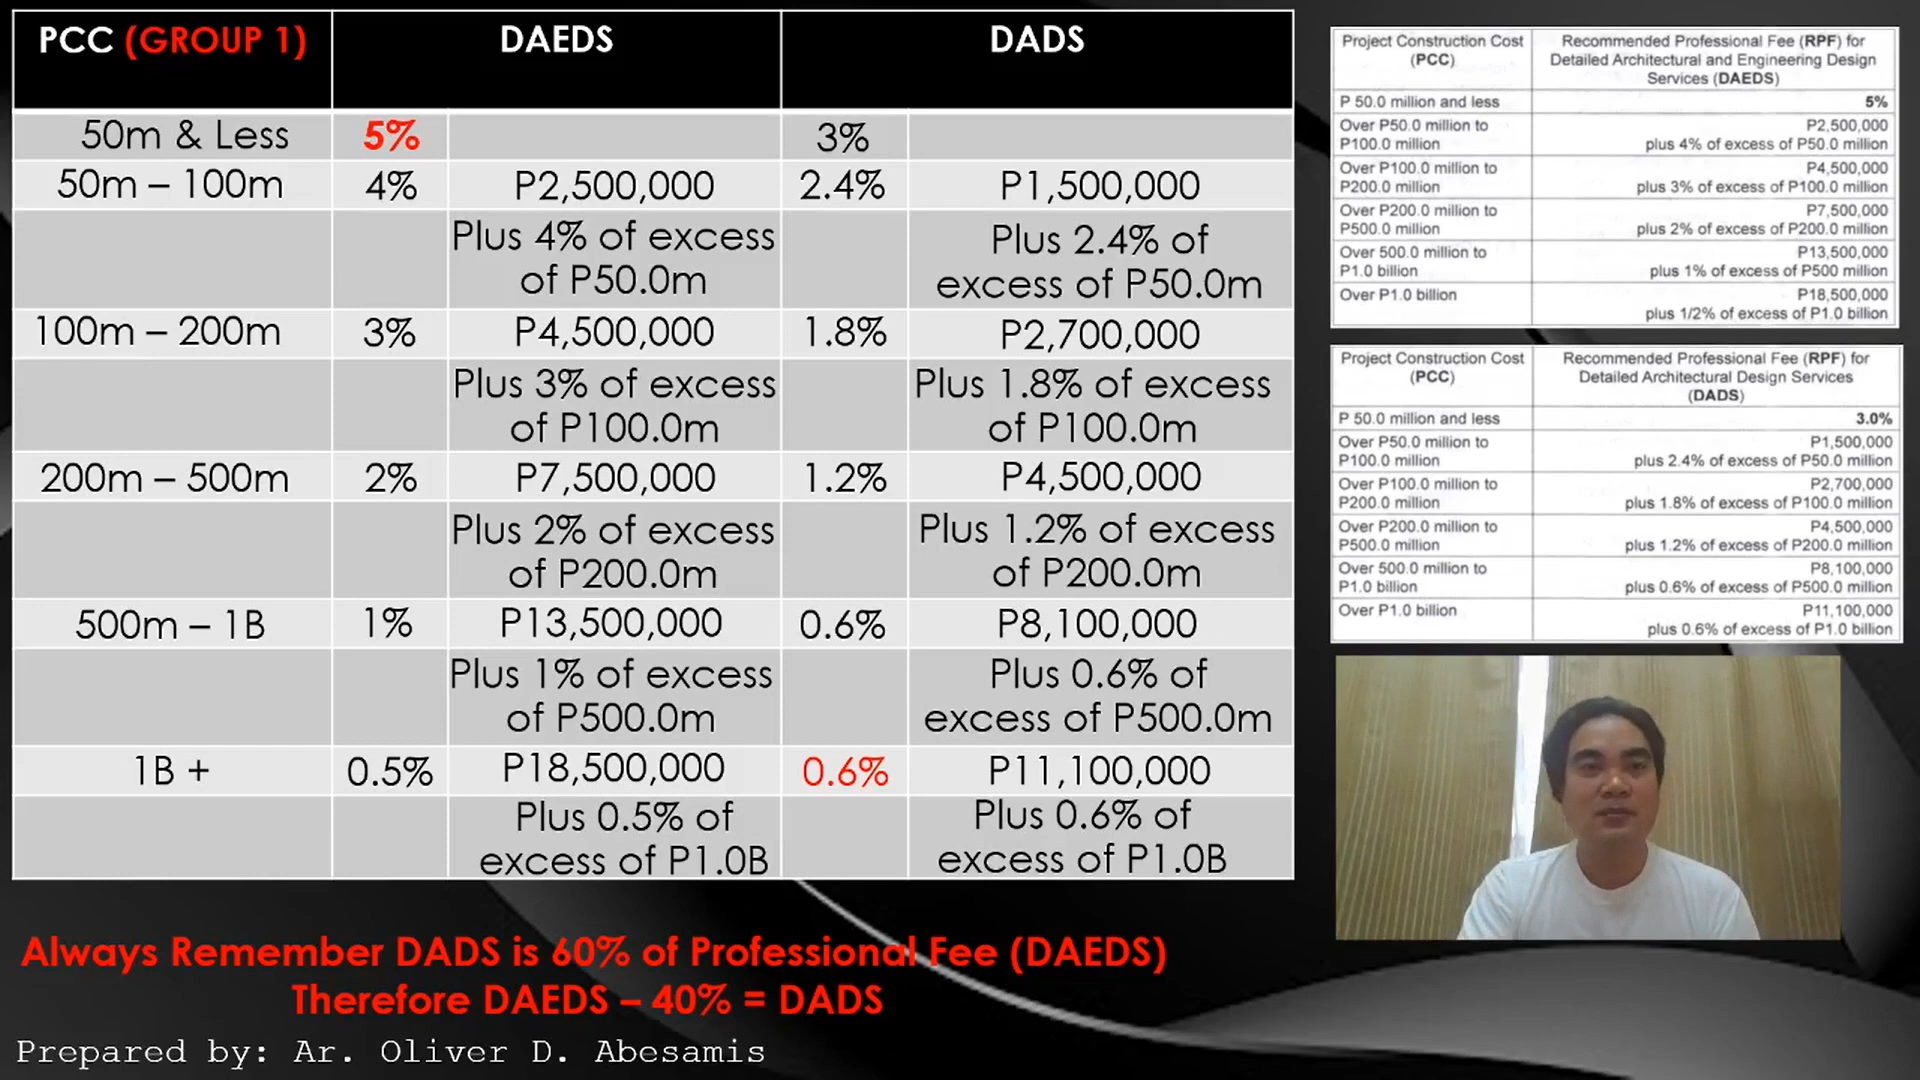 PCC (GROUP 1) DAEDS DADS
50m & Less 5% 3%
50m – 100m 4% P2,500,000 2.4% P1,500,000
Plus 4% of excess
of P50.0m
Plus 2.4% of
excess of P50.0m
100m – 200m 3% P4,500,000 1.8% P2,700,000
Plus 3% of excess
of P100.0m
Plus 1.8% of excess
of P100.0m
200m – 500m 2% P7,500,000 1.2% P4,500,000
Plus 2% of excess
of P200.0m
Plus 1.2% of excess
of P200.0m
500m – 1B 1% P13,500,000 0.6% P8,100,000
Plus 1% of excess
of P500.0m
Plus 0.6% of
excess of P500.0m
1B + 0.5% P18,500,000 0.6% P11,100,000
Plus 0.5% of
excess of P1.0B
Plus 0.6% of
excess of P1.0B
Always Remember DADS is 60% of Professional Fee (DAEDS)
Therefore DAEDS – 40% = DADS
Prepared by: Ar. Oliver D. Abesamis
Project Construction Cost
(PCC)
Recommended Professional Fee (RPF) for
Detailed Architectural and Engineering Design
Services (DAEDS)
P 50.0 million and less 5%
Over P50.0 million to
P100.0 million
P2,500,000
plus 4% of excess of P50.0 million
Over P100.0 million to
P200.0 million
P4,500,000
plus 3% of excess of P100.0 million
Over P200.0 million to
P500.0 million
P7,500,000
plus 2% of excess of P200.0 million
Over 500.0 million to
P1.0 billion
P13,500,000
plus 1% of excess of P500 million
Over P1.0 billion
P18,500,000
plus 1/2% of excess of P1.0 billion
Project Construction Cost
(PCC)
Recommended Professional Fee (RPF) for
Detailed Architectural Design Services
(DADS)
P 50.0 million and less 3.0%
Over P50.0 million to
P100.0 million
P1,500,000
plus 2.4% of excess of P50.0 million
Over P100.0 million to
P200.0 million
P2,700,000
plus 1.8% of excess of P100.0 million
Over P200.0 million to
P500.0 million
P4,500,000
plus 1.2% of excess of P200.0 million
Over 500.0 million to
P1.0 billion
P8,100,000
plus 0.6% of excess of P500.0 million
Over P1.0 billion
P11,100,000
plus 0.6% of excess of P1.0 billion